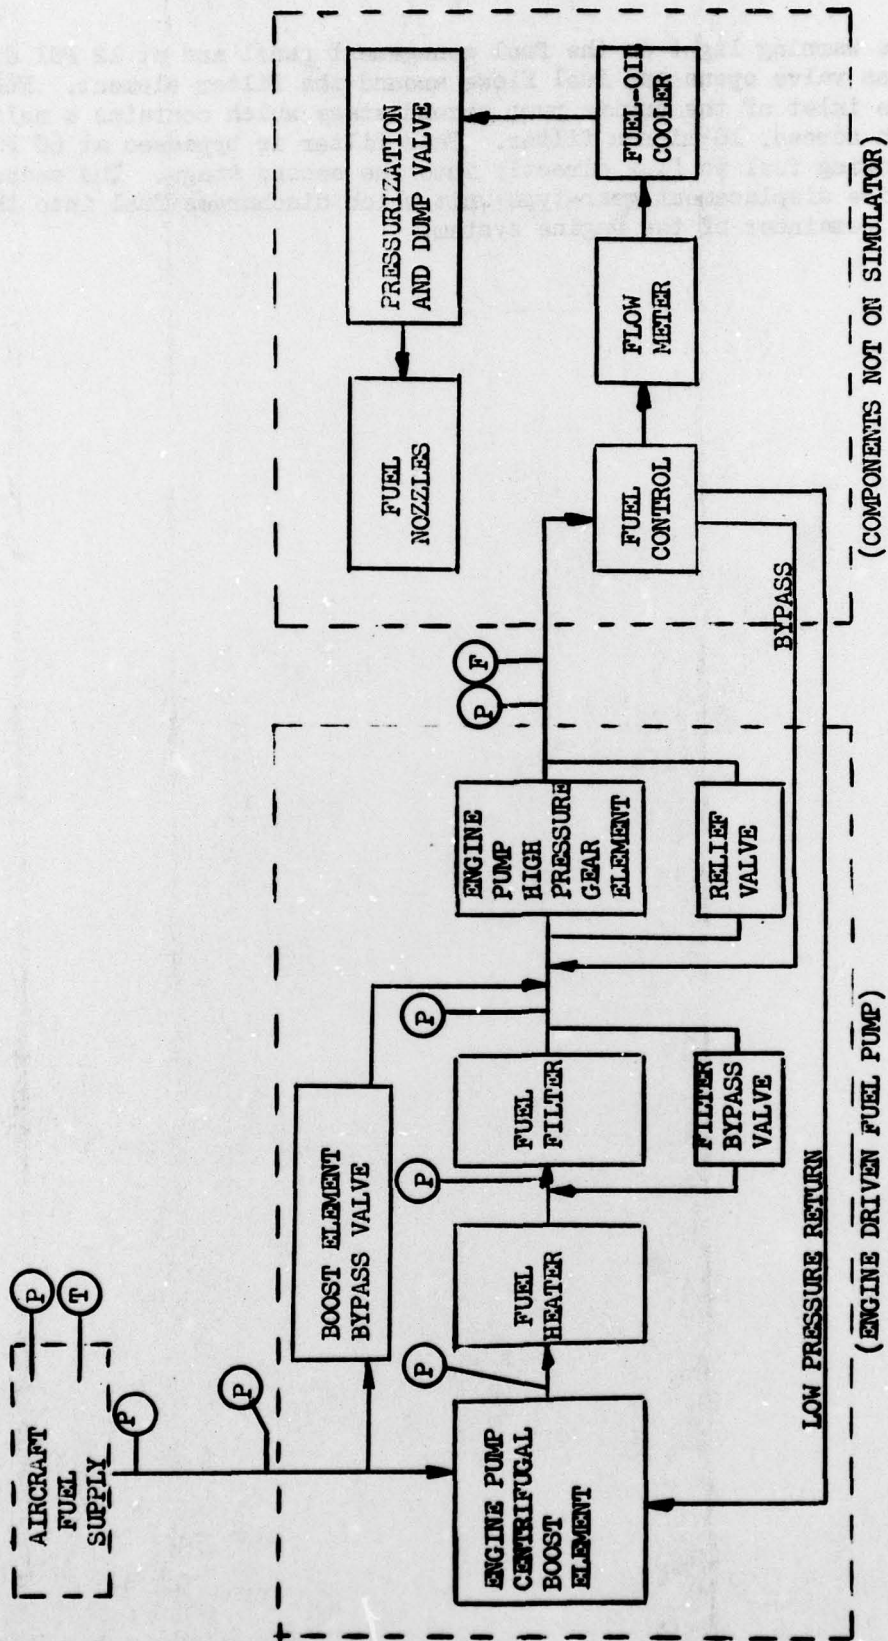 AIRCRAFT
FUEL
SUPPLY
P
T
P
P
BOOST ELEMENT
BYPASS VALVE
ENGINE PUMP
CENTRIFUGAL
BOOST
ELEMENT
P
FUEL
HEATER
P
FUEL
FILTER
P
FILTER
BYPASS
VALVE
ENGINE
PUMP
HIGH
PRESSURE
GEAR
ELEMENT
RELIEF
VALVE
P
F
FUEL
NOZZLES
PRESSURIZATION
AND DUMP VALVE
FUEL
CONTROL
FLOW
METER
FUEL-OIL
COOLER
BYPASS
LOW PRESSURE RETURN
(ENGINE DRIVEN FUEL PUMP)
(COMPONENTS NOT ON SIMULATOR)